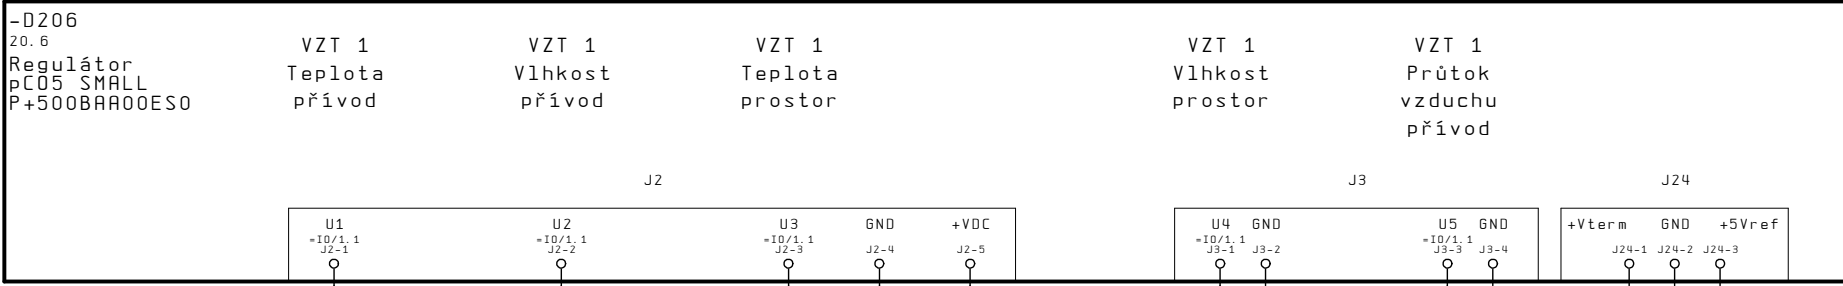 -D206
20.6
Regulátor
pCO5 SMALL
P+500BAA00ES0
VZT 1
Teplota
přívod
VZT 1
Vlhkost
přívod
VZT 1
Teplota
prostor
VZT 1
Vlhkost
prostor
VZT 1
Průtok
vzduchu
přívod
J2
J3
J24
U1
=IO/1.1
J2-1
U2
=IO/1.1
J2-2
U3
=IO/1.1
J2-3
GND
J2-4
+VDC
J2-5
U4
=IO/1.1
J3-1
GND
J3-2
U5
=IO/1.1
J3-3
GND
J3-4
+Vterm
J24-1
GND
J24-2
+5Vref
J24-3